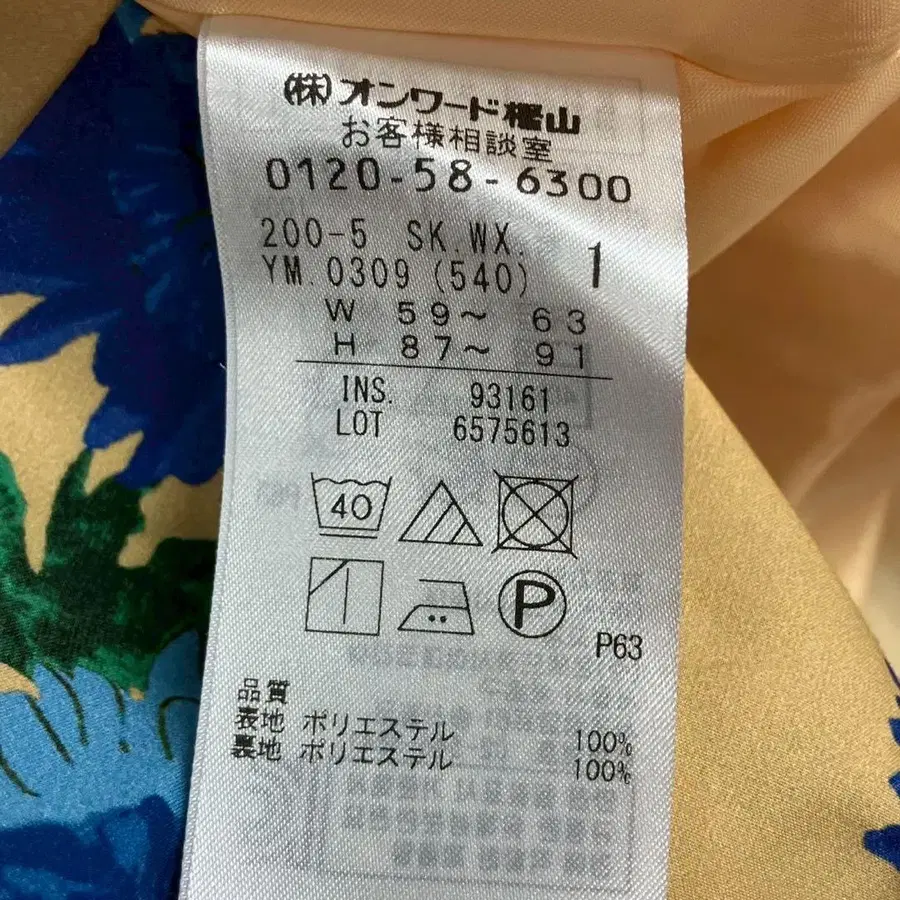 (株)オンワード樫山
お客様相談室
0120-58-6300
200-5 SK.WX. 1
YM.0309(540)
W 59～ 63
H 87～ 91
INS. 93161
LOT 6575613
40
P
P63
品質
表地 ポリエステル 100%
裏地 ポリエステル 100%